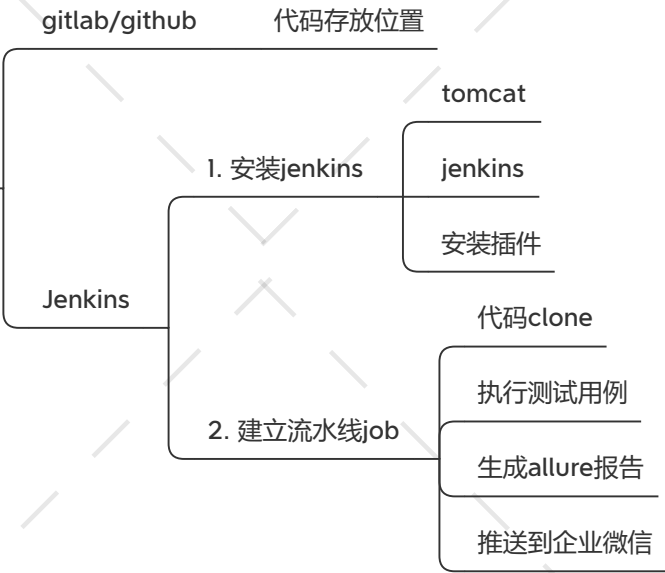 gitlab/github 代码存放位置
tomcat
1. 安装jenkins
jenkins
安装插件
Jenkins
代码clone
执行测试用例
2. 建立流水线job
生成allure报告
推送到企业微信